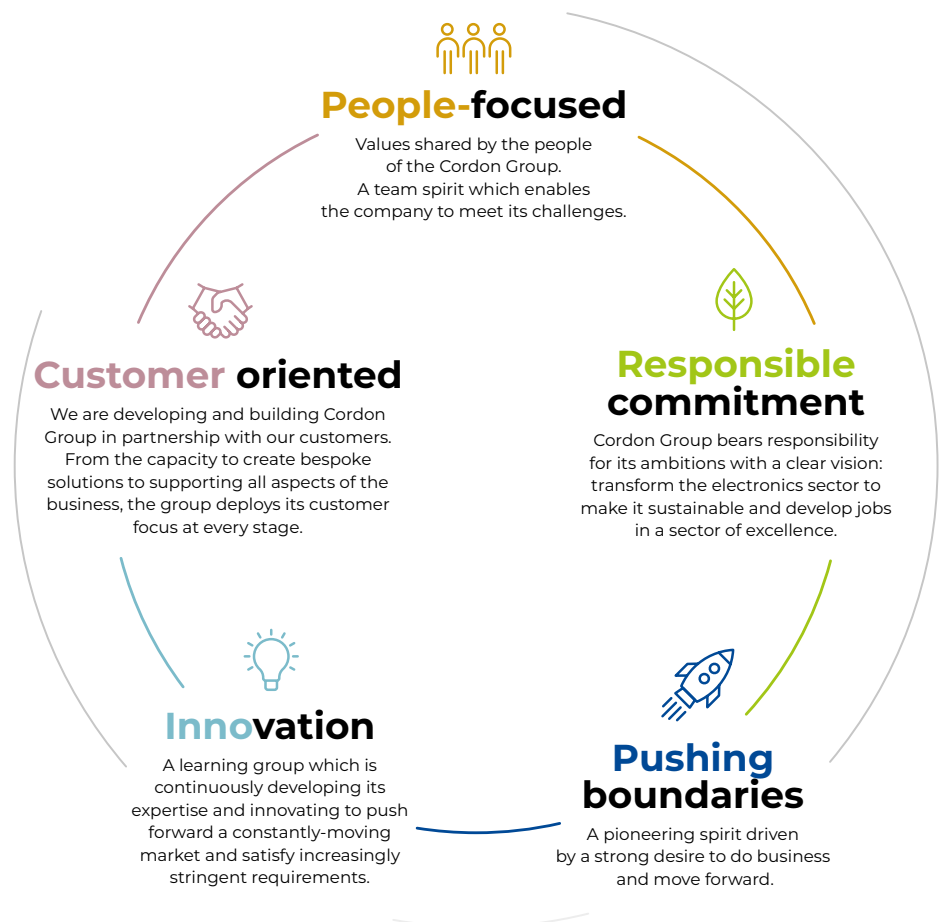 People-focused
Values shared by the people
of the Cordon Group.
A team spirit which enables
the company to meet its challenges.
Customer oriented
We are developing and building Cordon
Group in partnership with our customers.
From the capacity to create bespoke
solutions to supporting all aspects of the
business, the group deploys its customer
focus at every stage.
Responsible
commitment
Cordon Group bears responsibility
for its ambitions with a clear vision:
transform the electronics sector to
make it sustainable and develop jobs
in a sector of excellence.
Innovation
A learning group which is
continuously developing its
expertise and innovating to push
forward a constantly-moving
market and satisfy increasingly
stringent requirements.
Pushing
boundaries
A pioneering spirit driven
by a strong desire to do business
and move forward.